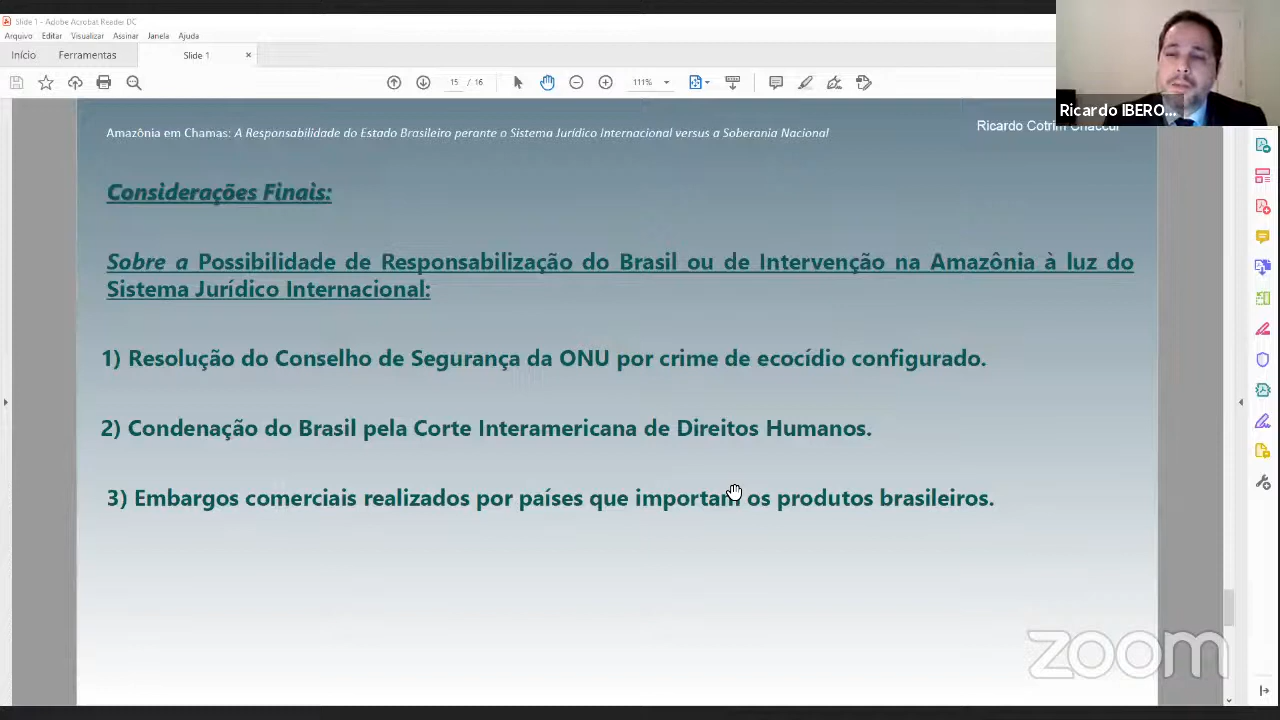 Slide 1 - Adobe Acrobat Reader DC
Arquivo Editar Visualizar Assinar Janela Ajuda
Início Ferramentas Slide 1 ×
15 / 16 111%
Ricardo IBERO...
Amazônia em Chamas: A Responsabilidade do Estado Brasileiro perante o Sistema Jurídico Internacional versus a Soberania Nacional
Ricardo Cotrim
Considerações Finais:
Sobre a Possibilidade de Responsabilização do Brasil ou de Intervenção na Amazônia à luz do
Sistema Jurídico Internacional:
1) Resolução do Conselho de Segurança da ONU por crime de ecocídio configurado.
2) Condenação do Brasil pela Corte Interamericana de Direitos Humanos.
3) Embargos comerciais realizados por países que importam os produtos brasileiros.
zoom